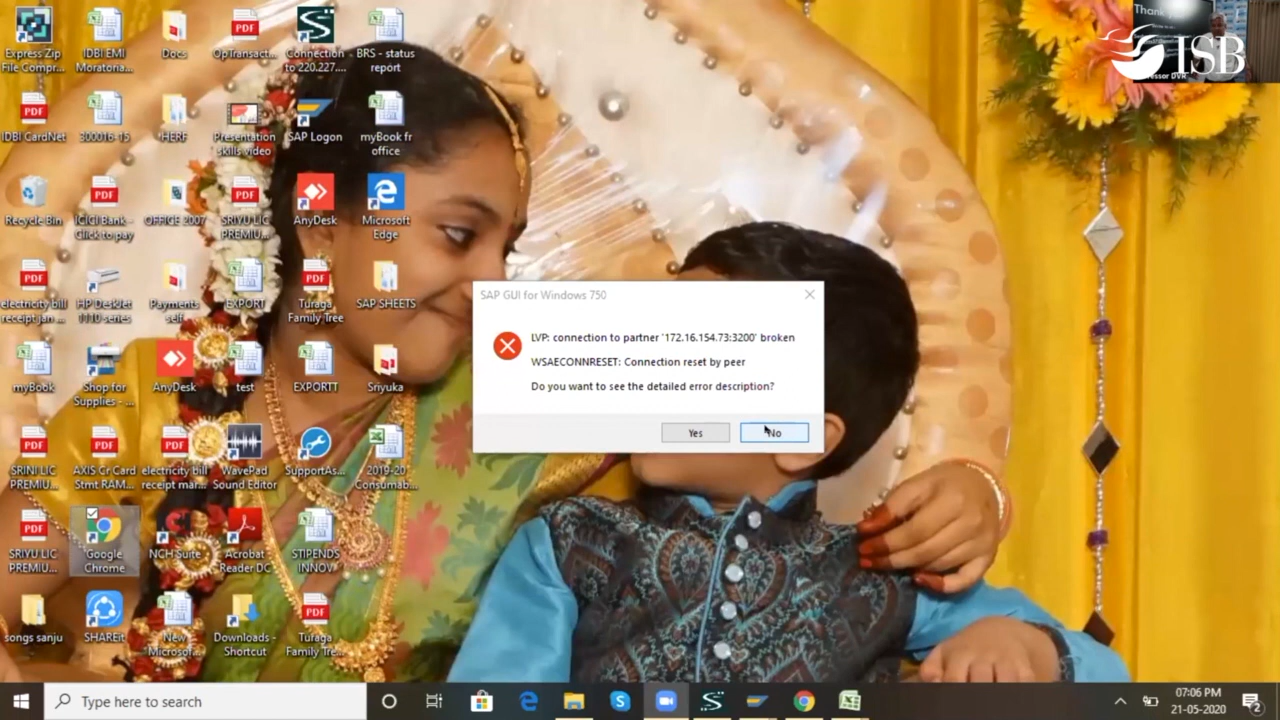 Express Zip
File Compr...
IDBI EMI
Moratoria...
Docs
OpTransact...
Connection
to 220.227....
BRS - status
report
Thank
ISB
Professor DVR
IDBI CardNet
300016-15
HERF
Presentation
skills video
SAP Logon
myBook fr
office
Recycle Bin
ICICI Bank -
Click to pay
OFFICE 2007
SRIYU LIC
PREMIU...
AnyDesk
Microsoft
Edge
electricity bill
receipt jan ...
HP DeskJet
1110 series
Payments
self
EXPORT
Turaga
Family Tree
SAP SHEETS
SAP GUI for Windows 750
LVP: connection to partner '172.16.154.73:3200' broken
WSAECONNRESET: Connection reset by peer
Do you want to see the detailed error description?
Yes
No
myBook
Shop for
Supplies - ...
AnyDesk
test
EXPORTT
Sriyuka
SRINI LIC
PREMIU...
AXIS Cr Card
Stmt RAM...
electricity bill
receipt mar...
WavePad
Sound Editor
SupportAs...
2019-20
Consumab...
SRIYU LIC
PREMIU...
Google
Chrome
NCH Suite
Acrobat
Reader DC
STIPENDS
INNOV
songs sanju
SHAREit
New
Microsof...
Downloads -
Shortcut
Turaga
Family Tre...
Type here to search
07:06 PM
21-05-2020
2